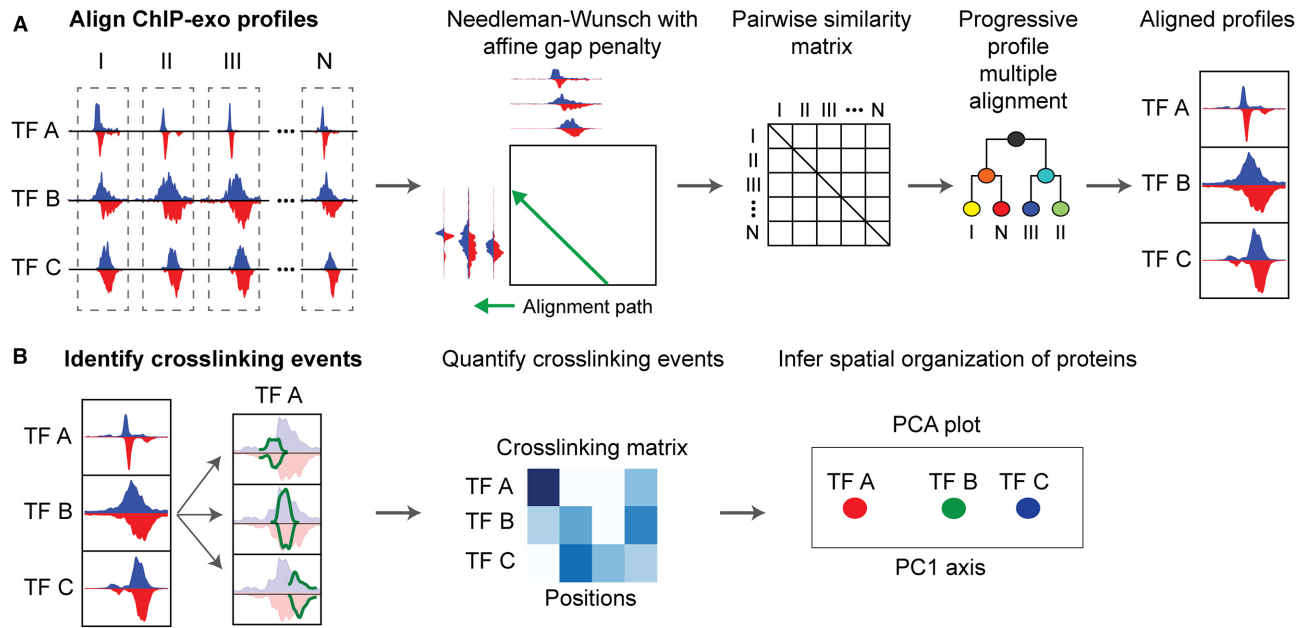 A
Align ChIP-exo profiles
I II III N
TF A
TF B
TF C
Needleman-Wunsch with
affine gap penalty
Alignment path
Pairwise similarity
matrix
I II III ••• N
I
II
III
N
Progressive
profile
multiple
alignment
I N III II
Aligned profiles
TF A
TF B
TF C
B
Identify crosslinking events
TF A
TF A
TF B
TF C
Quantify crosslinking events
Crosslinking matrix
TF A
TF B
TF C
Positions
Infer spatial organization of proteins
PCA plot
TF A TF B TF C
PC1 axis